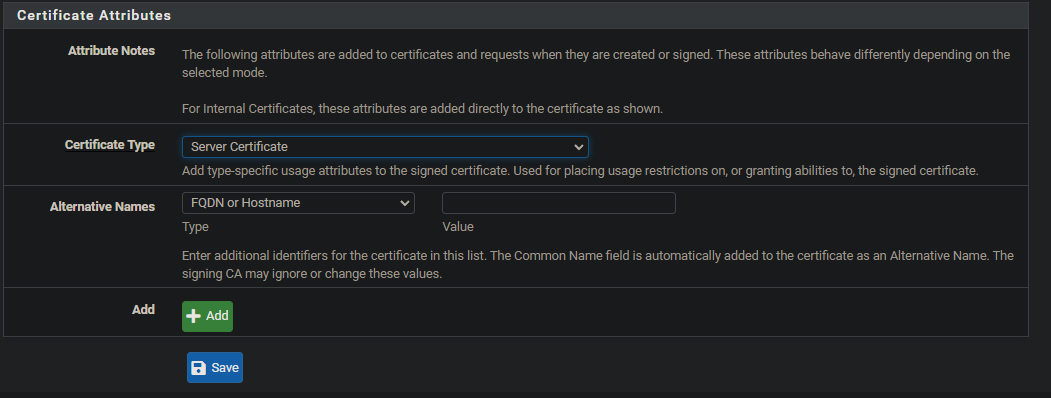 Certificate Attributes
Attribute Notes
The following attributes are added to certificates and requests when they are created or signed. These attributes behave differently depending on the
selected mode.
For Internal Certificates, these attributes are added directly to the certificate as shown.
Certificate Type
Server Certificate
Add type-specific usage attributes to the signed certificate. Used for placing usage restrictions on, or granting abilities to, the signed certificate.
Alternative Names
FQDN or Hostname
Type
Value
Enter additional identifiers for the certificate in this list. The Common Name field is automatically added to the certificate as an Alternative Name. The
signing CA may ignore or change these values.
Add
Add
Save